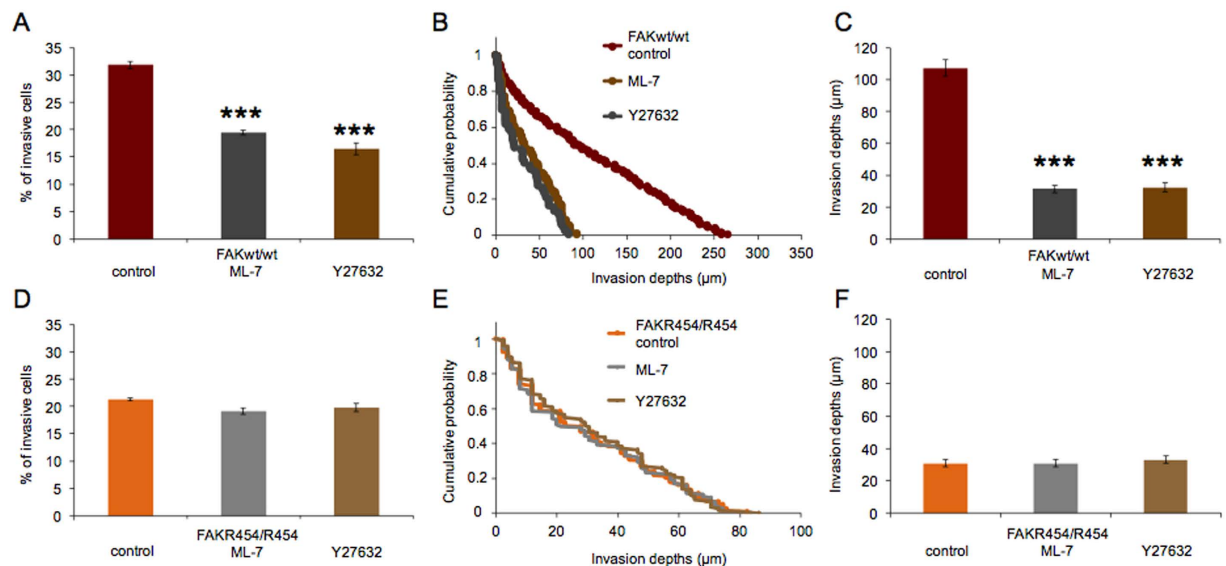 A
% of invasive cells
35
30
25
20
15
10
5
0
***
***
control
FAKwt/wt
ML-7
Y27632
B
Cumulative probability
1
0.8
0.6
0.4
0.2
0
FAKwt/wt
control
ML-7
Y27632
0
50
100
150
200
250
300
350
Invasion depths (µm)
C
Invasion depths (µm)
120
100
80
60
40
20
0
***
***
control
FAKwt/wt
ML-7
Y27632
D
% of invasive cells
35
30
25
20
15
10
5
0
control
FAKR454/R454
ML-7
Y27632
E
Cumulative probability
1
0.8
0.6
0.4
0.2
0
FAKR454/R454
control
ML-7
Y27632
0
20
40
60
80
100
Invasion depths (µm)
F
Invasion depths (µm)
120
100
80
60
40
20
0
control
FAKR454/R454
ML-7
Y27632